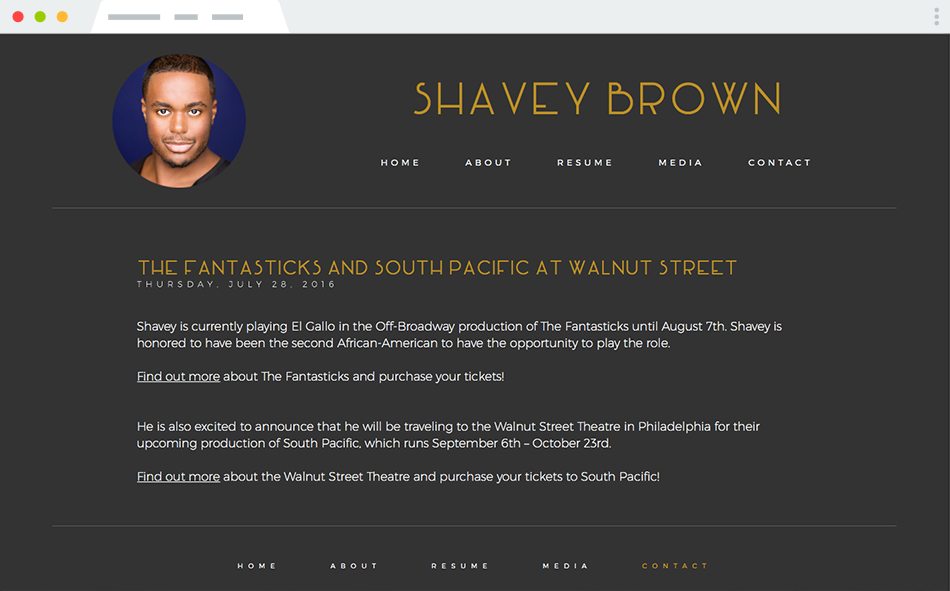 SHAVEY BROWN
HOME ABOUT RESUME MEDIA CONTACT
THE FANTASTICKS AND SOUTH PACIFIC AT WALNUT STREET
THURSDAY, JULY 28, 2016
Shavey is currently playing El Gallo in the Off-Broadway production of The Fantasticks until August 7th. Shavey is
honored to have been the second African-American to have the opportunity to play the role.
Find out more about The Fantasticks and purchase your tickets!
He is also excited to announce that he will be traveling to the Walnut Street Theatre in Philadelphia for their
upcoming production of South Pacific, which runs September 6th – October 23rd.
Find out more about the Walnut Street Theatre and purchase your tickets to South Pacific!
HOME ABOUT RESUME MEDIA CONTACT